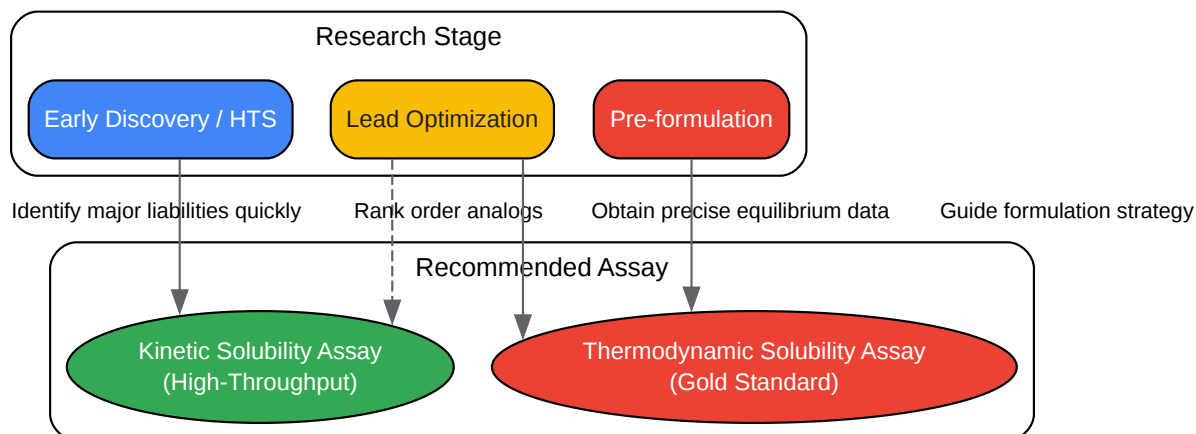 Research Stage
Early Discovery / HTS
Lead Optimization
Pre-formulation
Identify major liabilities quickly
Rank order analogs
Obtain precise equilibrium data
Guide formulation strategy
Recommended Assay
Kinetic Solubility Assay
(High-Throughput)
Thermodynamic Solubility Assay
(Gold Standard)